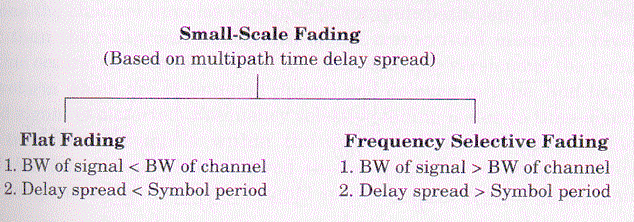 Small-Scale Fading
(Based on multipath time delay spread)
Flat Fading
1. BW of signal < BW of channel
2. Delay spread < Symbol period
Frequency Selective Fading
1. BW of signal > BW of channel
2. Delay spread > Symbol period